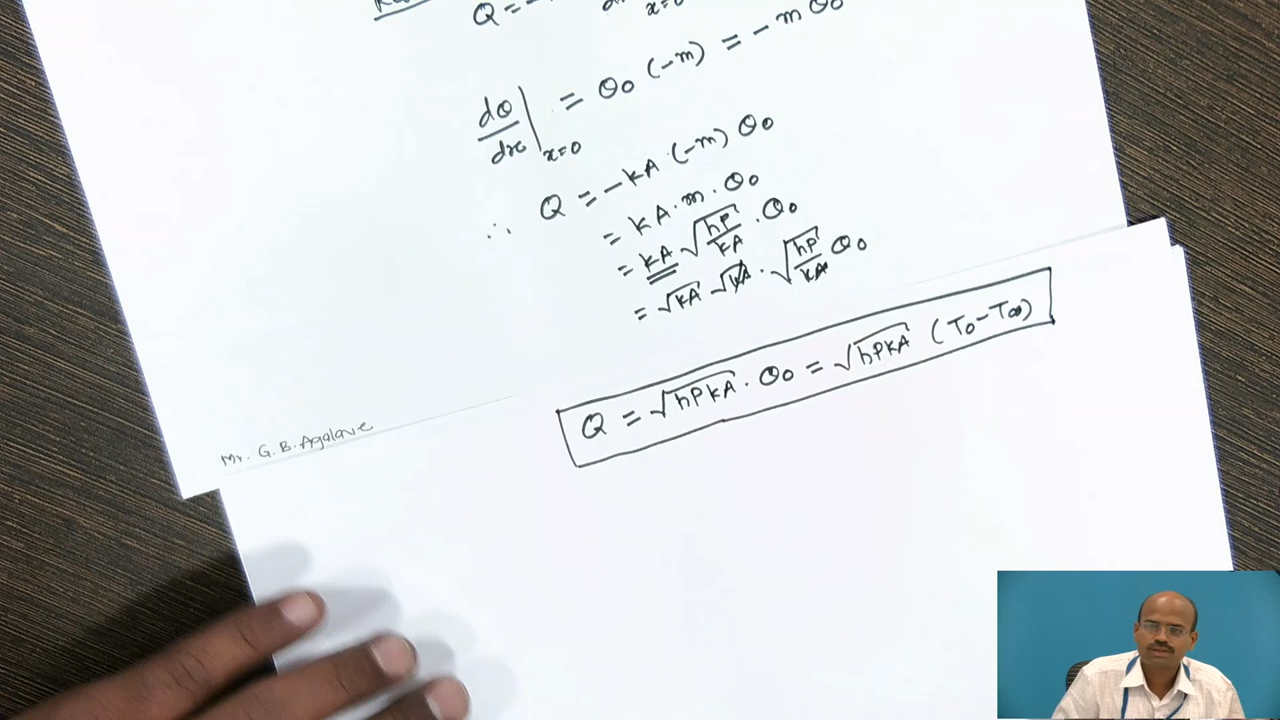 Q = -
x=0
dθ/dx |x=0 = θ0 (-m) = -m θ0
∴ Q = -kA · (-m) θ0
= kA · m · θ0
= kA √(hP/kA) · θ0
= √kA √kA · √(hP/kA) θ0
Q = √hPkA · θ0 = √hPkA (T0 - T∞)
Mr. G. B. Agalave